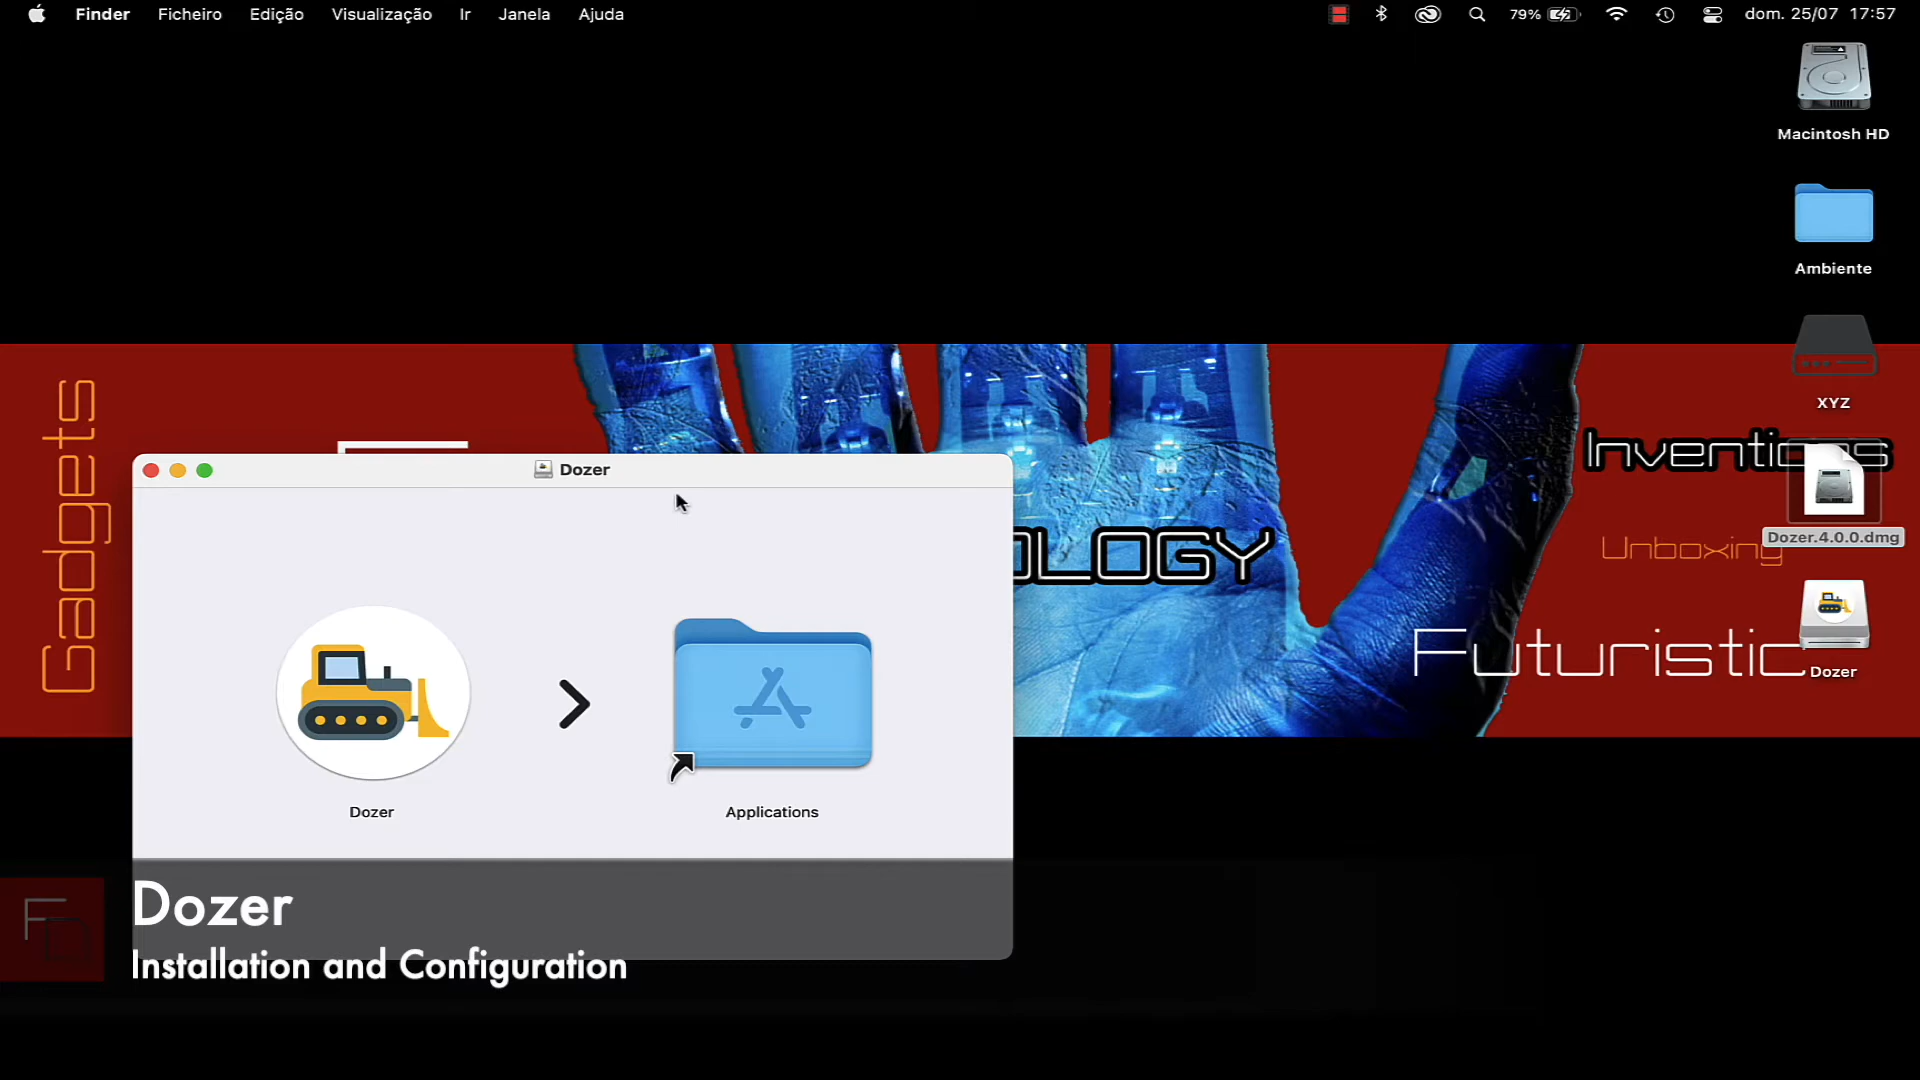 Finder Ficheiro Edição Visualização Ir Janela Ajuda 79% dom. 25/07 17:57
Macintosh HD
Ambiente
XYZ
Gadgets
Inventions
Dozer
OLOGY
Dozer.4.0.0.dmg
Unboxing
Futuristic
Dozer
Dozer
Applications
Dozer
Installation and Configuration
FD